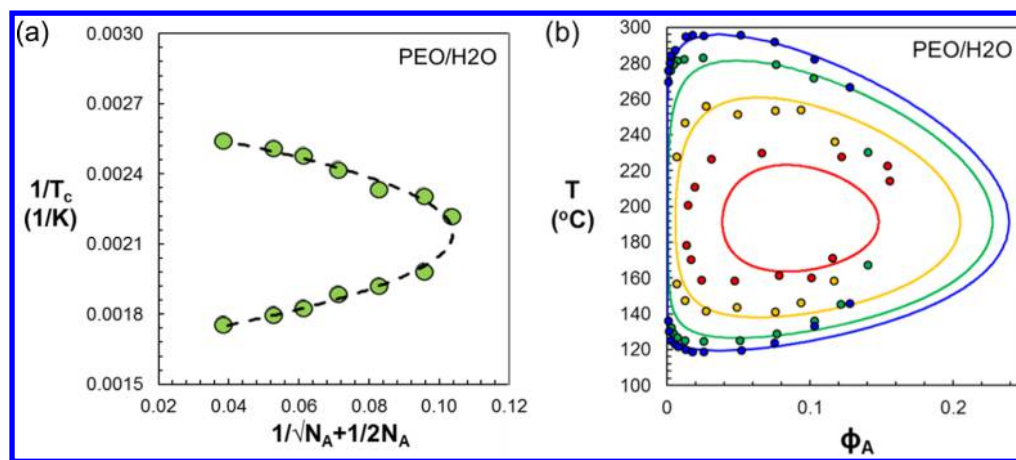 (a)
PEO/H2O
0.0030
0.0027
0.0024
0.0021
0.0018
0.0015
1/Tc
(1/K)
0.02 0.04 0.06 0.08 0.10 0.12
1/√NA+1/2NA
(b)
PEO/H2O
300
280
260
240
220
200
180
160
140
120
100
T
(oC)
0 0.1 0.2
ΦA